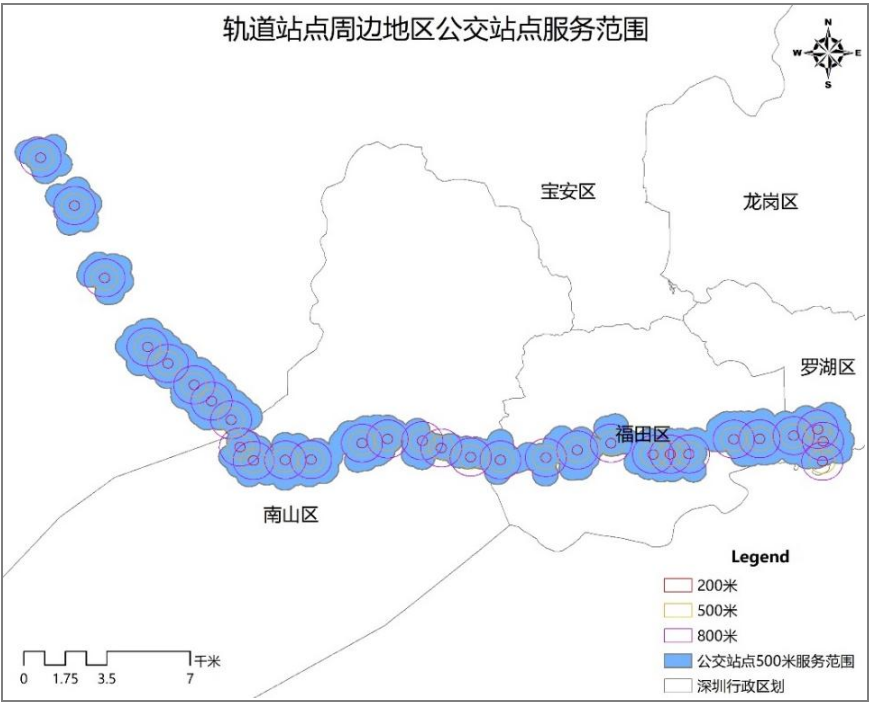 轨道站点周边地区公交站点服务范围
N
W E
S
宝安区
龙岗区
罗湖区
福田区
南山区
Legend
200米
500米
800米
公交站点500米服务范围
深圳行政区划
千米
0 1.75 3.5 7